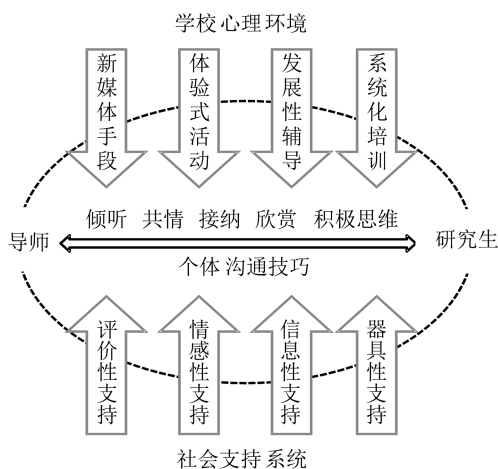 学校心理环境
新媒体手段
体验式活动
发展性辅导
系统化培训
倾听 共情 接纳 欣赏 积极思维
导师
研究生
个体沟通技巧
评价性支持
情感性支持
信息性支持
器具性支持
社会支持系统